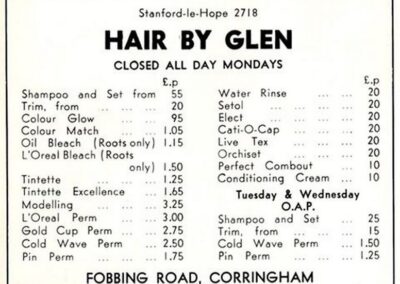 Stanford-le-Hope 2718
HAIR BY GLEN
CLOSED ALL DAY MONDAYS
£.p
Shampoo and Set from 55
Trim, from ... ... ... 20
Colour Glow ... ... 95
Colour Match ... ... 1.05
Oil Bleach (Roots only) 1.15
L'Oreal Bleach (Roots
only) 1.50
Tintette ... ... ... 1.25
Tintette Excellence ... 1.65
Modelling ... ... ... 3.25
L'Oreal Perm ... ... 3.00
Gold Cup Perm ... ... 2.75
Cold Wave Perm ... 2.50
Pin Perm ... ... ... 1.75
£.p
Water Rinse ... ... 20
Setol ... ... ... ... 20
Elect ... ... ... ... 20
Cati-O-Cap ... ... 20
Live Tex ... ... ... 20
Orchisat ... ... ... 20
Perfect Combout ... 10
Conditioning Cream ... 10
Tuesday & Wednesday
O.A.P.
Shampoo and Set ... 25
Trim, from ... ... ... 15
Cold Wave Perm ... 1.50
Pin Perm ... ... ... 1.25
FOBBING ROAD, CORRINGHAM